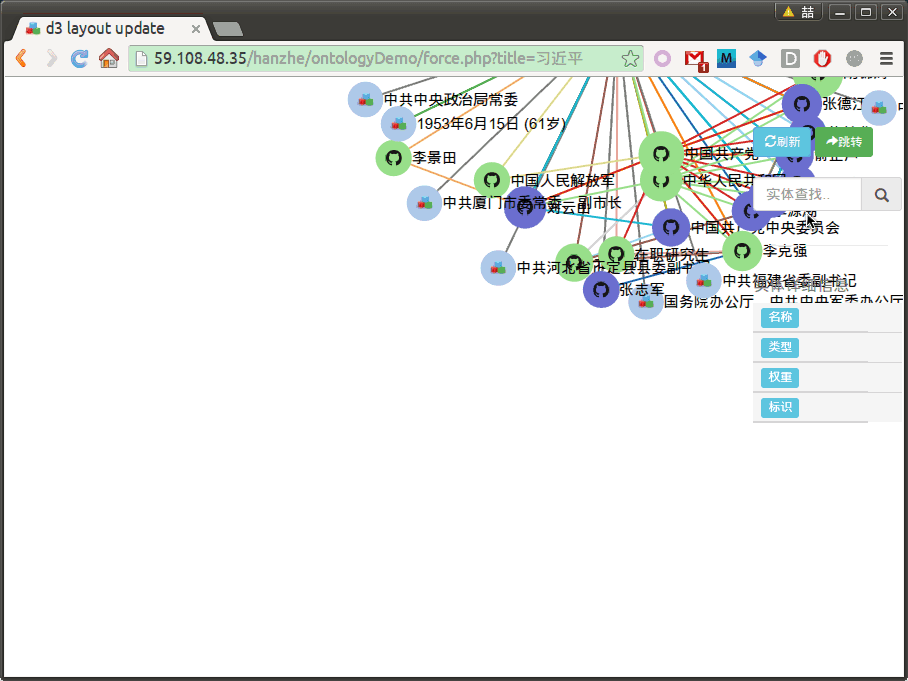 喆
d3 layout update
59.108.48.35/hanzhe/ontologyDemo/force.php?title=习近平
M
D
1
中共中央政治局常委
张德江
1953年6月15日 (61岁)
中国共产党
刷新
跳转
李景田
中国人民解放军
中华人民共和国
实体查找..
中共厦门市委常委、副市长
刘云山
李源潮
中国共产党中央委员会
在职研究生
李克强
中共河北省正定县县委副书记
中共福建省委副书记
实体详细信息
张志军
国务院办公厅、中共中央军委办公厅
名称
类型
权重
标识